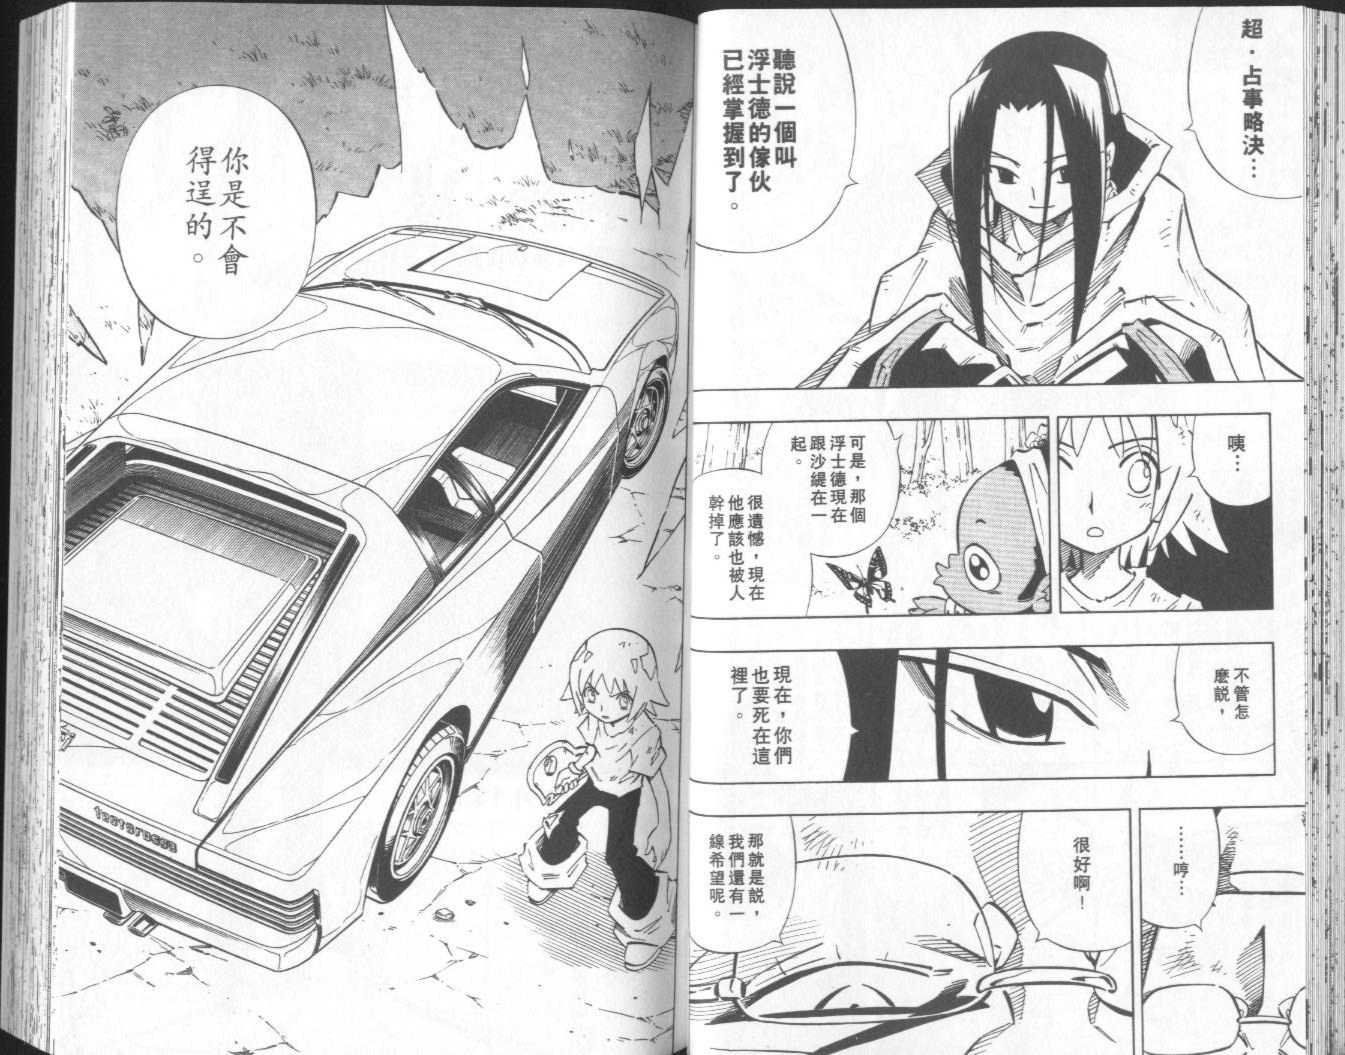 超．占事略決…
聽說一個叫
浮士德的傢伙
已經掌握到了。
咦…
可是，那個
浮士德現在
跟沙緹在一
起。
很遺憾，現在
他應該也被人
幹掉了。
不管怎
麼說，
現在，你們
也要死在這
裡了。
……哼…
很好啊！
那就是說，
我們還有一
線希望呢。
你是不會
得逞的。
testarossa